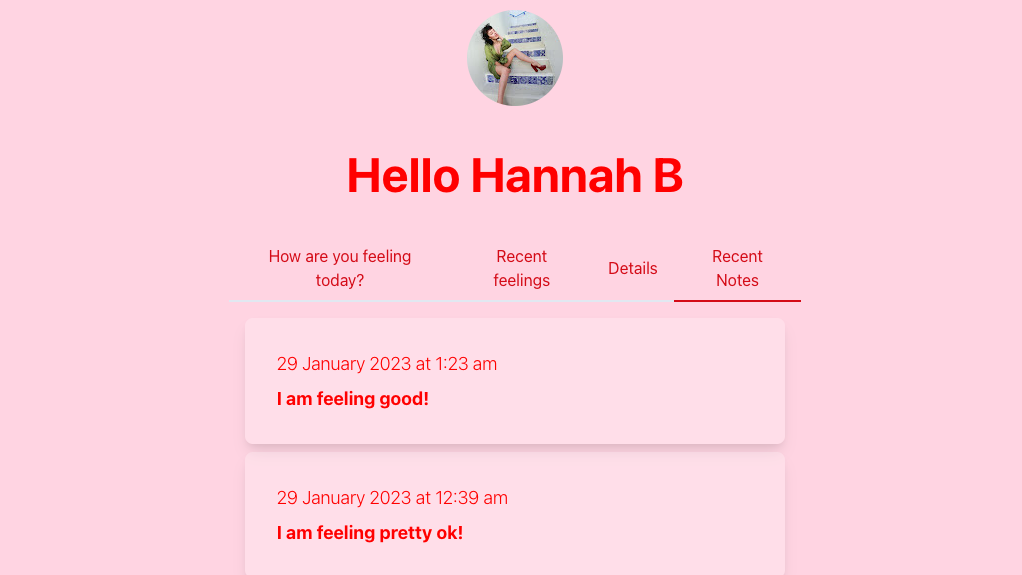 Hello Hannah B
How are you feeling
today?
Recent
feelings
Details
Recent
Notes
29 January 2023 at 1:23 am
I am feeling good!
29 January 2023 at 12:39 am
I am feeling pretty ok!